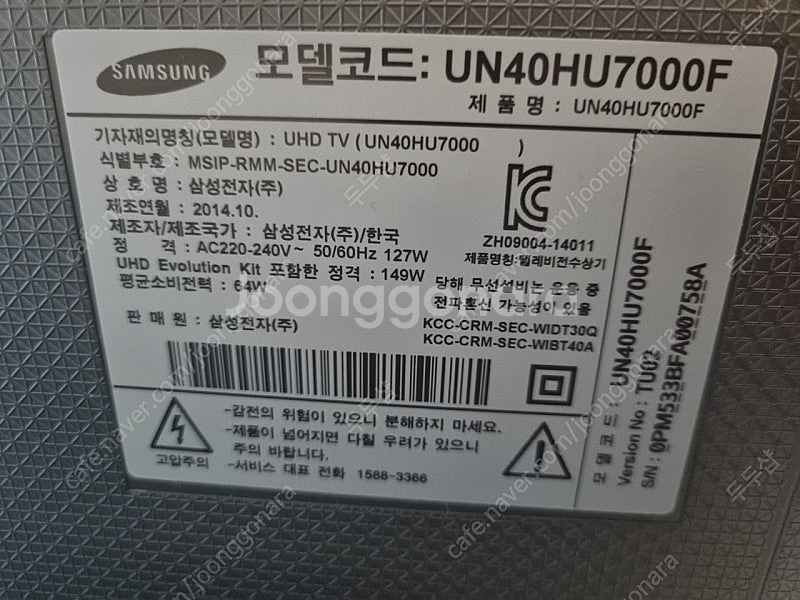 SAMSUNG
모델코드: UN40HU7000F
제 품 명 : UN40HU7000F
기자재의명칭(모델명) : UHD TV (UN40HU7000 )
식별부호 : MSIP-RMM-SEC-UN40HU7000
상 호 명 : 삼성전자(주)
제조연월 : 2014.10.
제조자/제조국가 : 삼성전자(주)/한국
정 격 : AC220-240V~ 50/60Hz 127W
UHD Evolution Kit 포함한 정격 : 149W
평균소비전력 : 64W
판 매 원 : 삼성전자(주)
ZH09004-14011
제품명칭:텔레비전수상기
당해 무선설비는 운용 중
전파혼신 가능성이 있음
KCC-CRM-SEC-WIDT30Q
KCC-CRM-SEC-WIBT40A
고압주의
-감전의 위험이 있으니 분해하지 마세요.
-제품이 넘어지면 다칠 우려가 있으니
주의 바랍니다.
-서비스 대표 전화 1588-3366
모 델 코 드 : UN40HU7000F
Version No : TU02
S/N : 0PM533BFA00758A
joonggonara
cafe.naver.com/joonggonara
두두삼